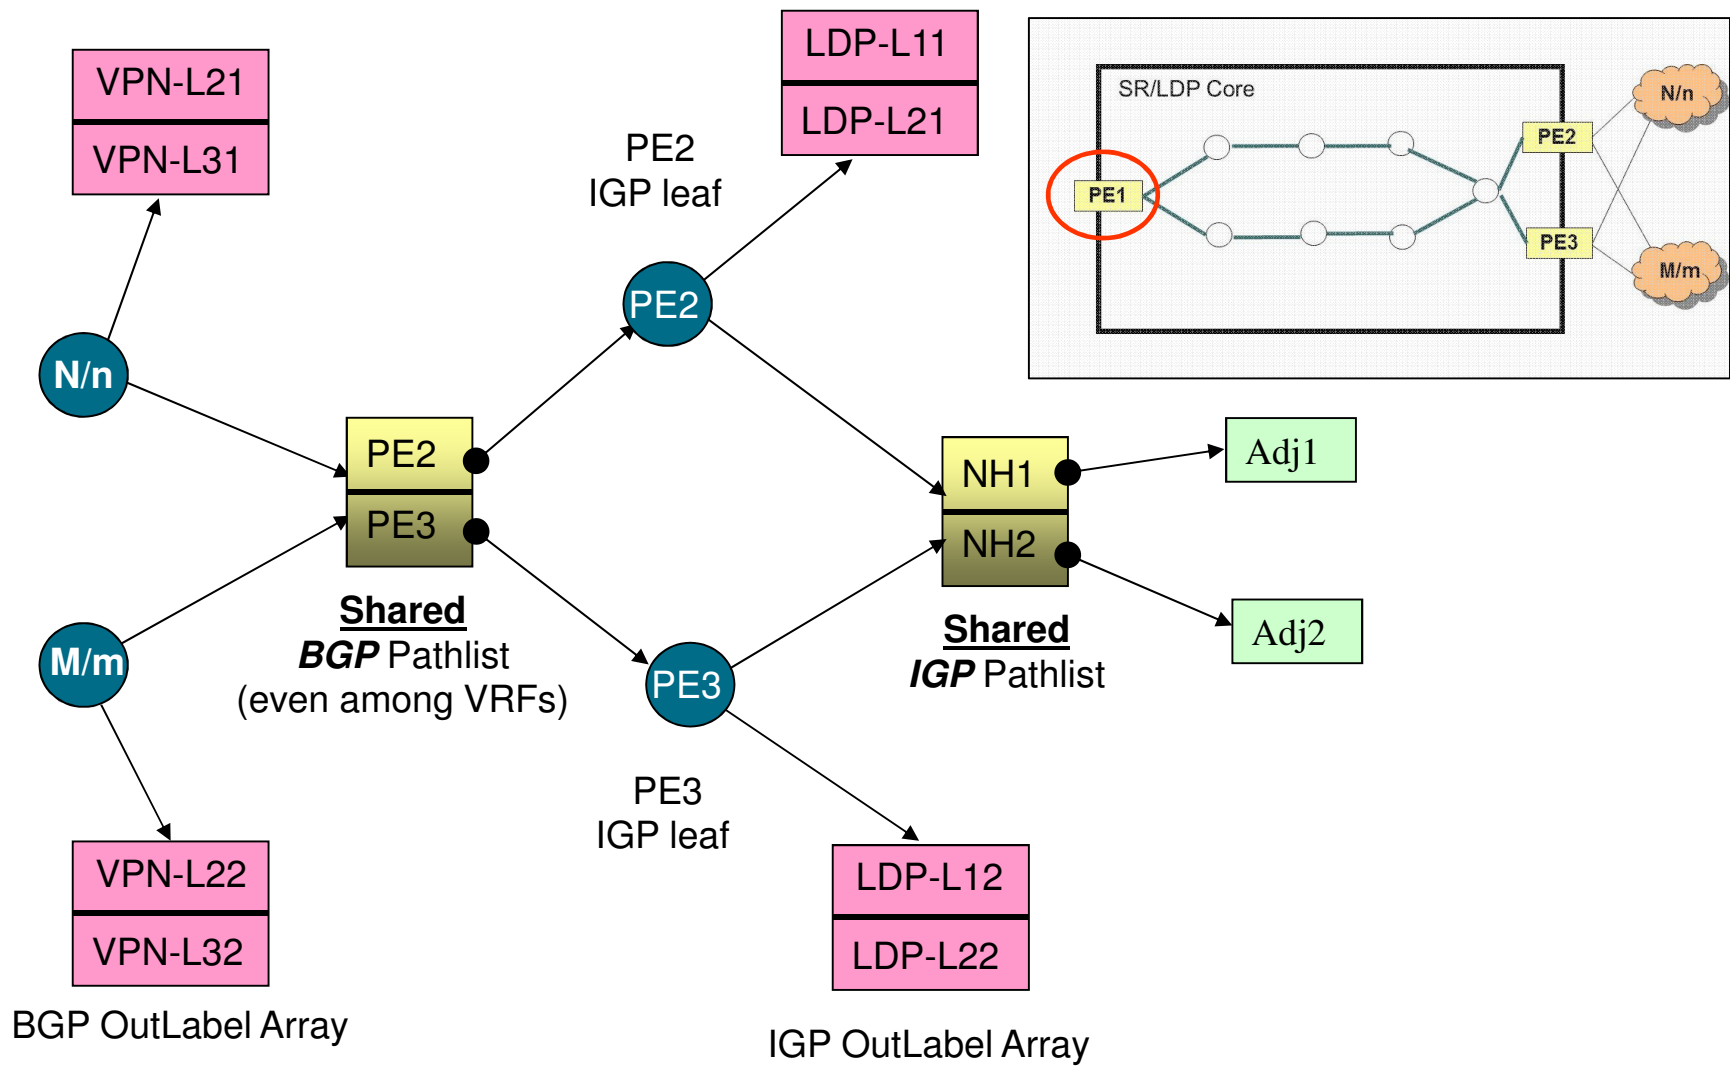 VPN-L21
VPN-L31
LDP-L11
LDP-L21
PE2
IGP leaf
SR/LDP Core
N/n
PE2
PE1
PE3
M/m
N/n
PE2
PE2
PE3
NH1
NH2
Adj1
Adj2
Shared
BGP Pathlist
(even among VRFs)
Shared
IGP Pathlist
M/m
PE3
PE3
IGP leaf
VPN-L22
VPN-L32
LDP-L12
LDP-L22
BGP OutLabel Array
IGP OutLabel Array